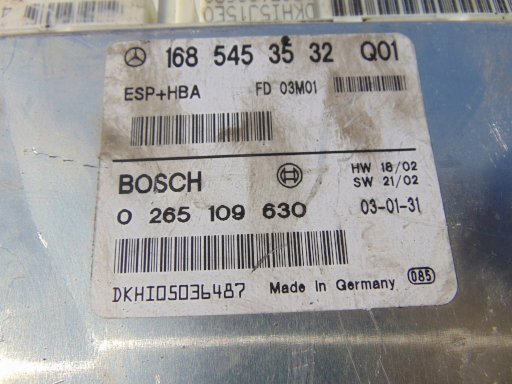 DKHI5J15E0
168 545 35 32 Q01
ESP+HBA FD 03M01
BOSCH HW 18/02
SW 21/02
0 265 109 630 03-01-31
DKHI05036487 Made in Germany 085